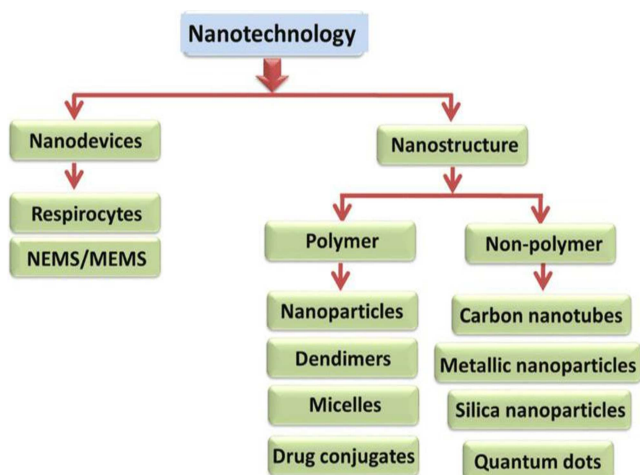 Nanotechnology
Nanodevices
Nanostructure
Respirocytes
NEMS/MEMS
Polymer
Non-polymer
Nanoparticles
Dendimers
Micelles
Drug conjugates
Carbon nanotubes
Metallic nanoparticles
Silica nanoparticles
Quantum dots